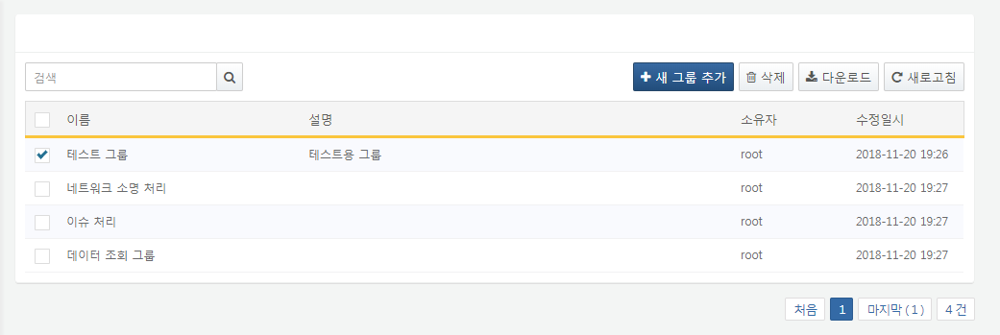 검색 새 그룹 추가 삭제 다운로드 새로고침
이름 설명 소유자 수정일시
테스트 그룹 테스트용 그룹 root 2018-11-20 19:26
네트워크 소명 처리 root 2018-11-20 19:27
이슈 처리 root 2018-11-20 19:27
데이터 조회 그룹 root 2018-11-20 19:27
처음 1 마지막 ( 1 ) 4 건